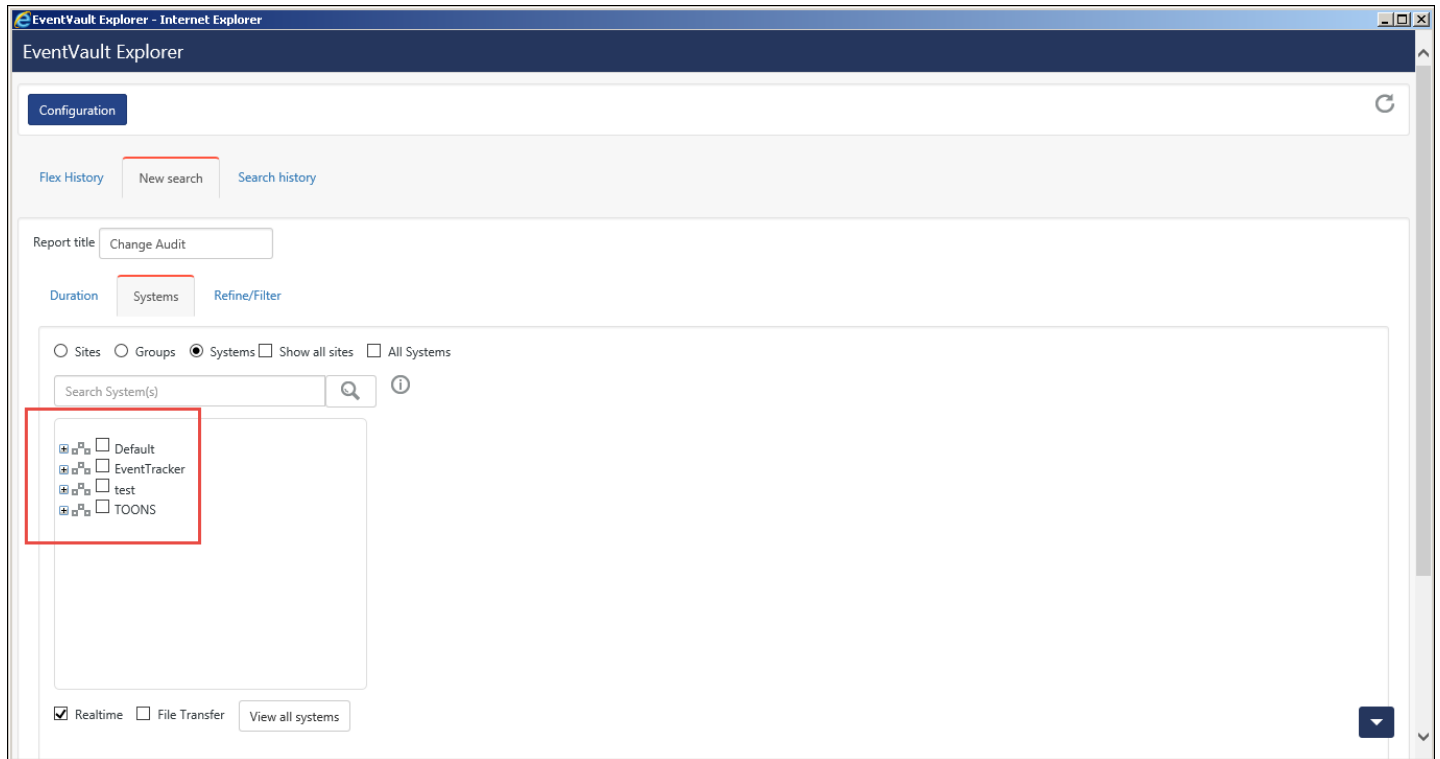 EventVault Explorer - Internet Explorer
EventVault Explorer
Configuration
Flex History New search Search history
Report title Change Audit
Duration Systems Refine/Filter
Sites Groups Systems Show all sites All Systems
Search System(s)
Default
EventTracker
test
TOONS
Realtime File Transfer View all systems